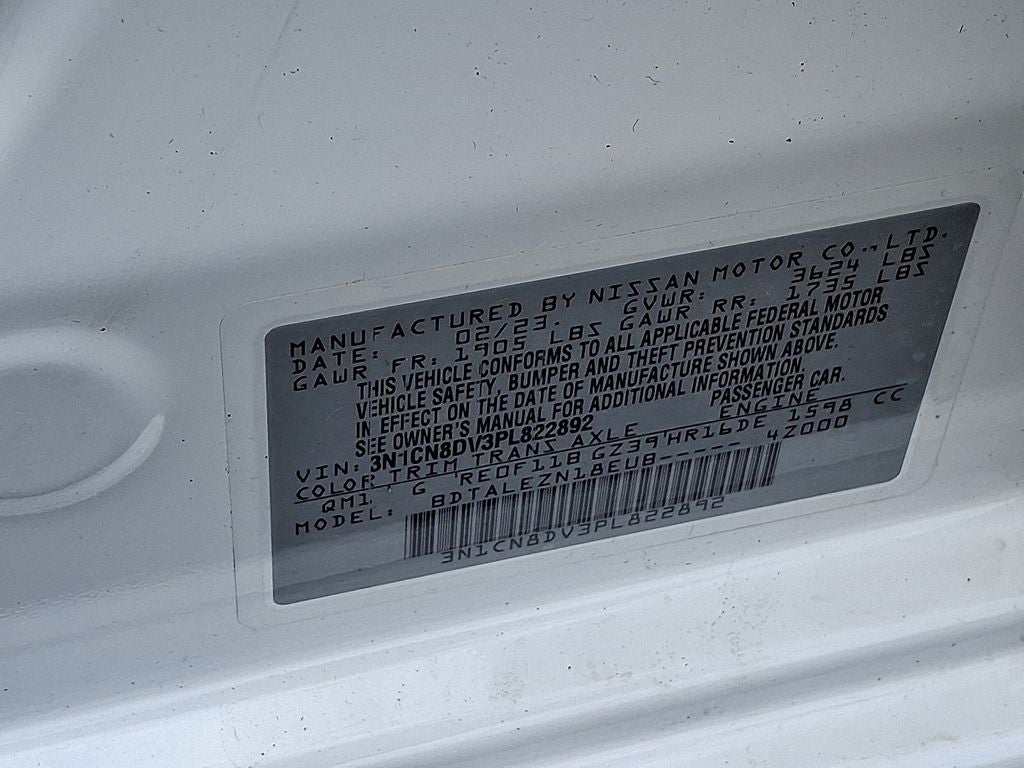 MANUFACTURED BY NISSAN MOTOR CO., LTD.
DATE: 02/23. GVWR: 3624 LBS
GAWR FR: 1905 LBS GAWR RR: 1735 LBS
THIS VEHICLE CONFORMS TO ALL APPLICABLE FEDERAL MOTOR
VEHICLE SAFETY, BUMPER AND THEFT PREVENTION STANDARDS
IN EFFECT ON THE DATE OF MANUFACTURE SHOWN ABOVE.
SEE OWNER'S MANUAL FOR ADDITIONAL INFORMATION.
VIN: 3N1CN8DV3PL822892 PASSENGER CAR.
COLOR TRIM TRANS AXLE ENGINE
QM1 G RE0F11B GZ39 HR16DE 1598 CC
MODEL: BDTALEZN18EUB----- 4Z000
3N1CN8DV3PL822892